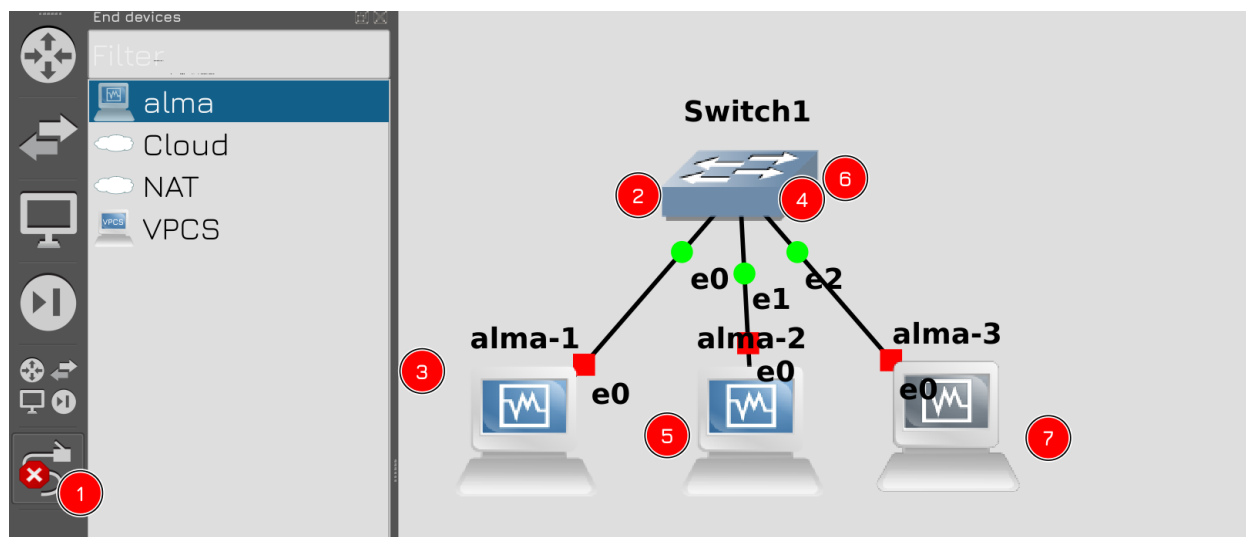 End devices
Filter
alma
Cloud
NAT
VPCS
VPCS
1
Switch1
2
4
6
e0
e1
e2
alma-1
alma-2
alma-3
3
e0
e0
e0
5
7